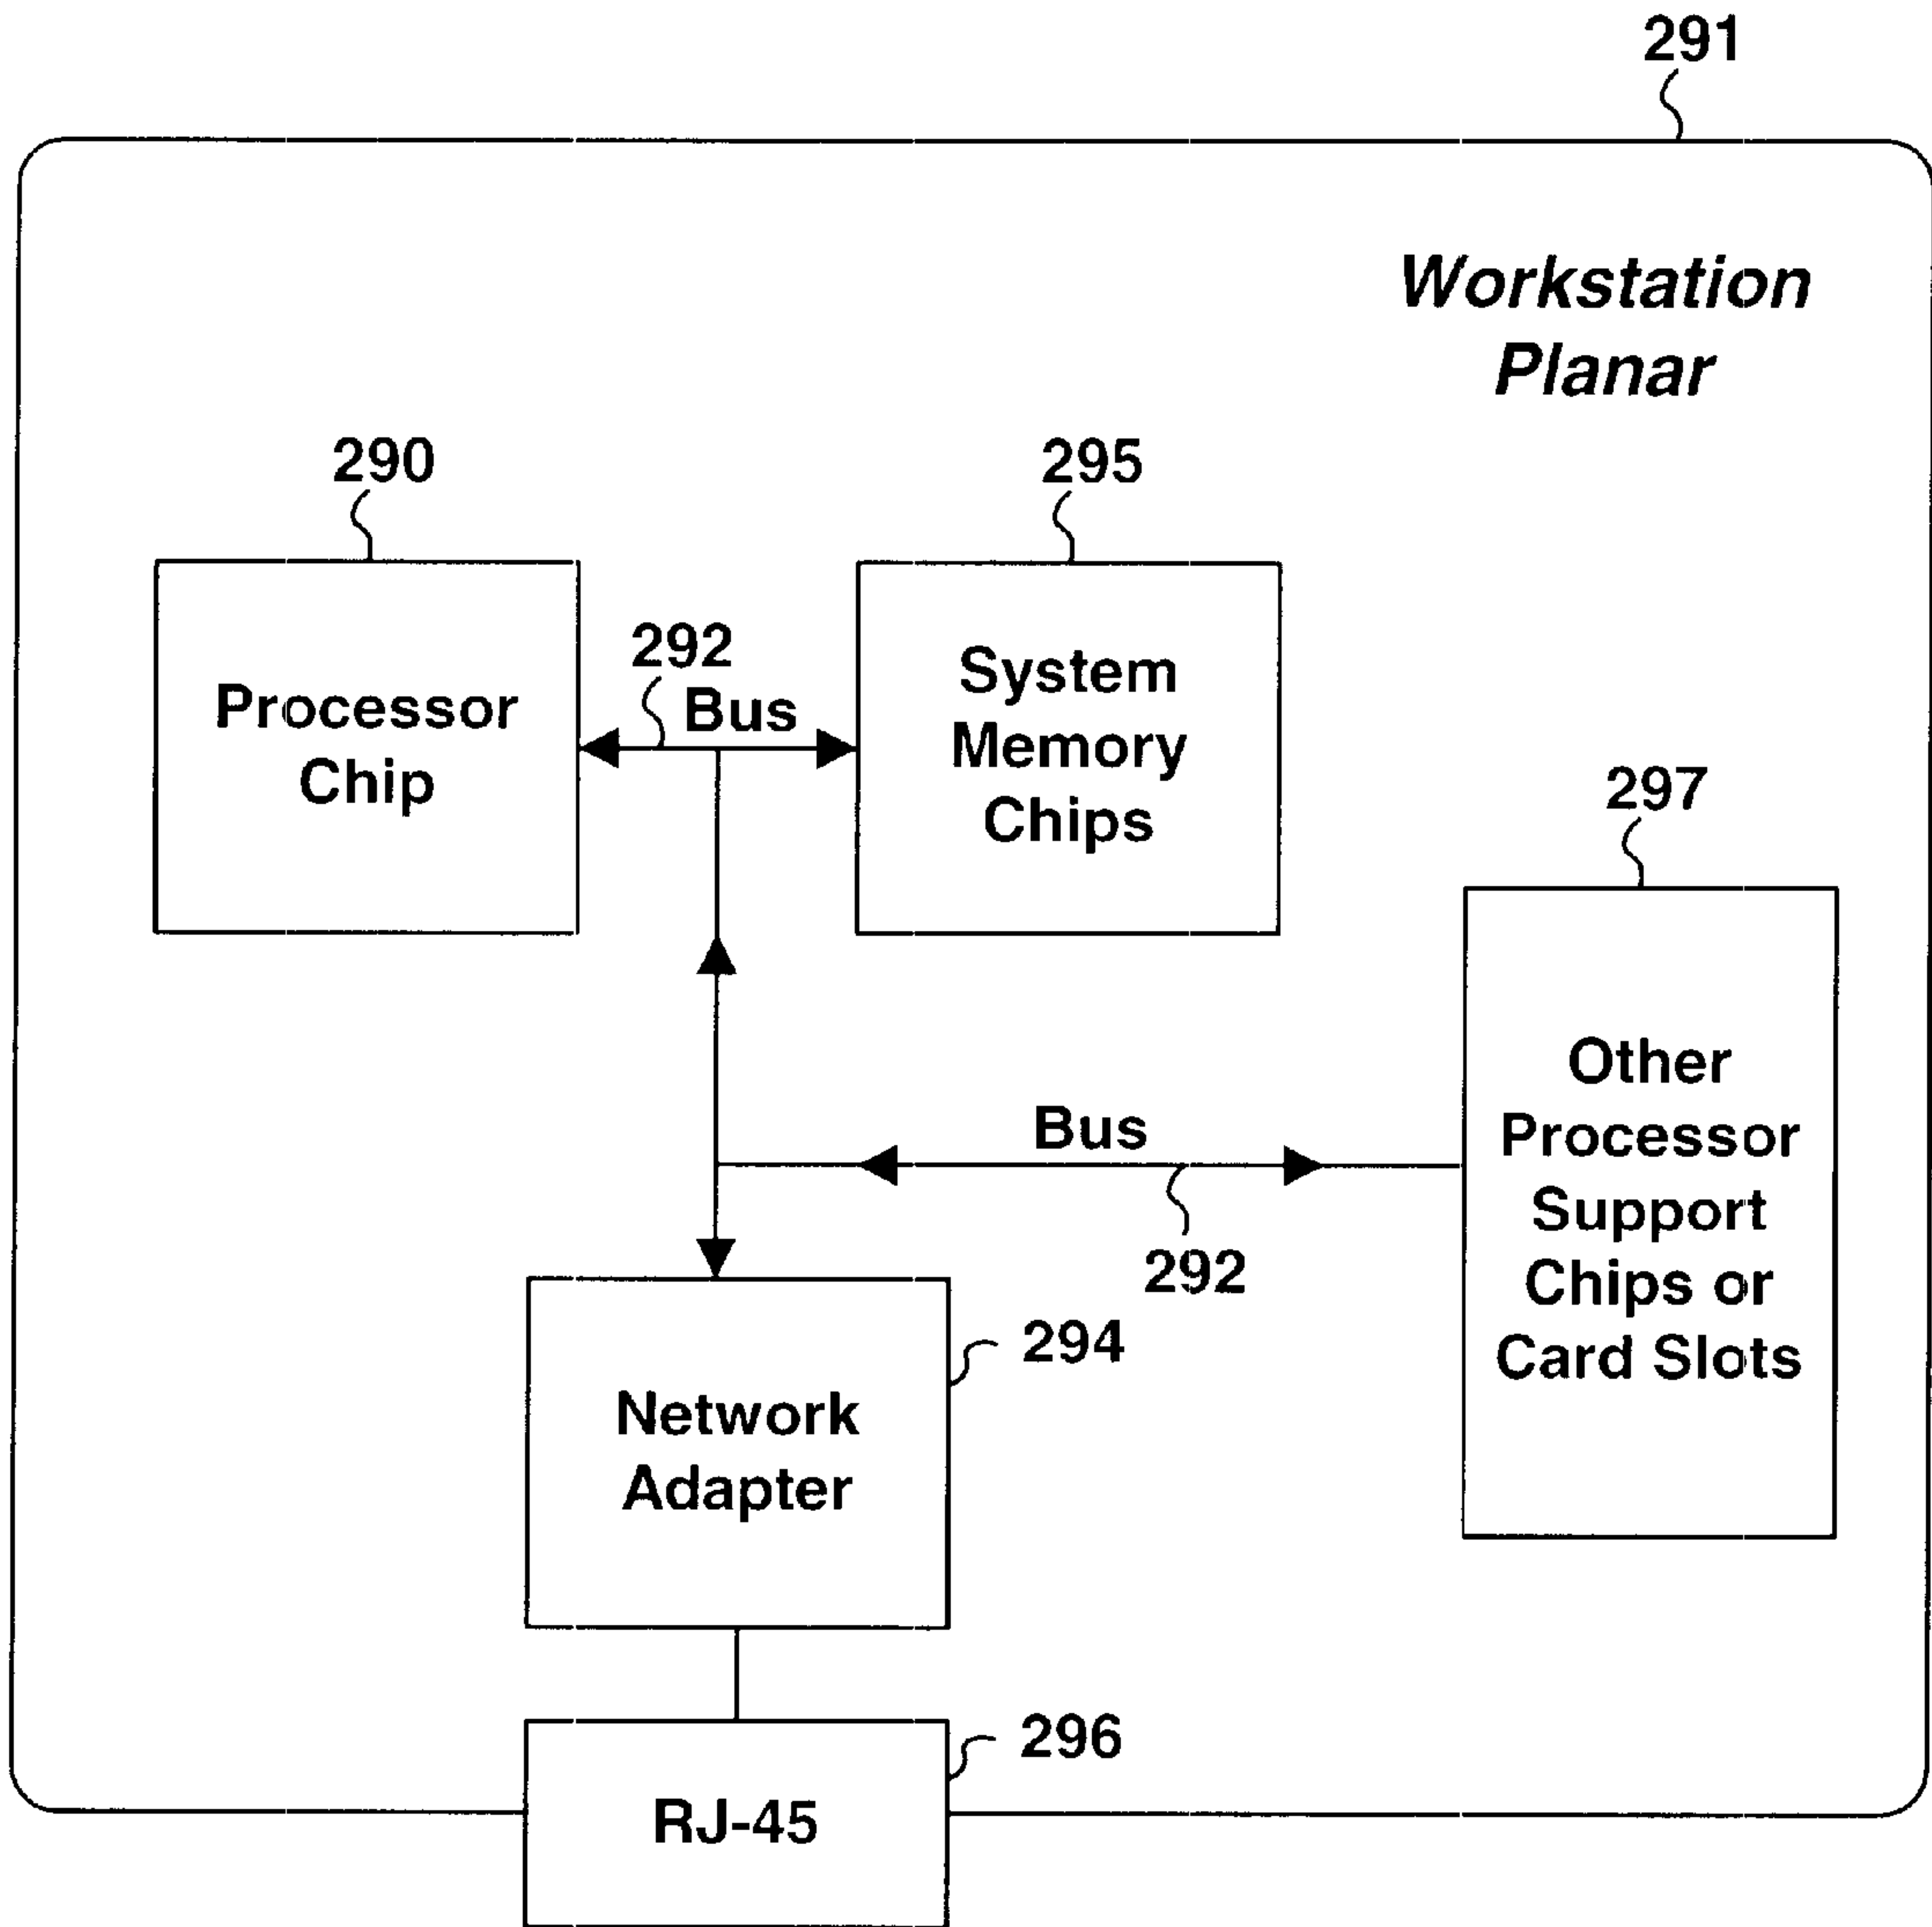 291
Workstation
Planar
290
295
292
Bus
Processor
Chip
System
Memory
Chips
297
Other
Processor
Support
Chips or
Card Slots
Bus
292
294
Network
Adapter
296
RJ-45